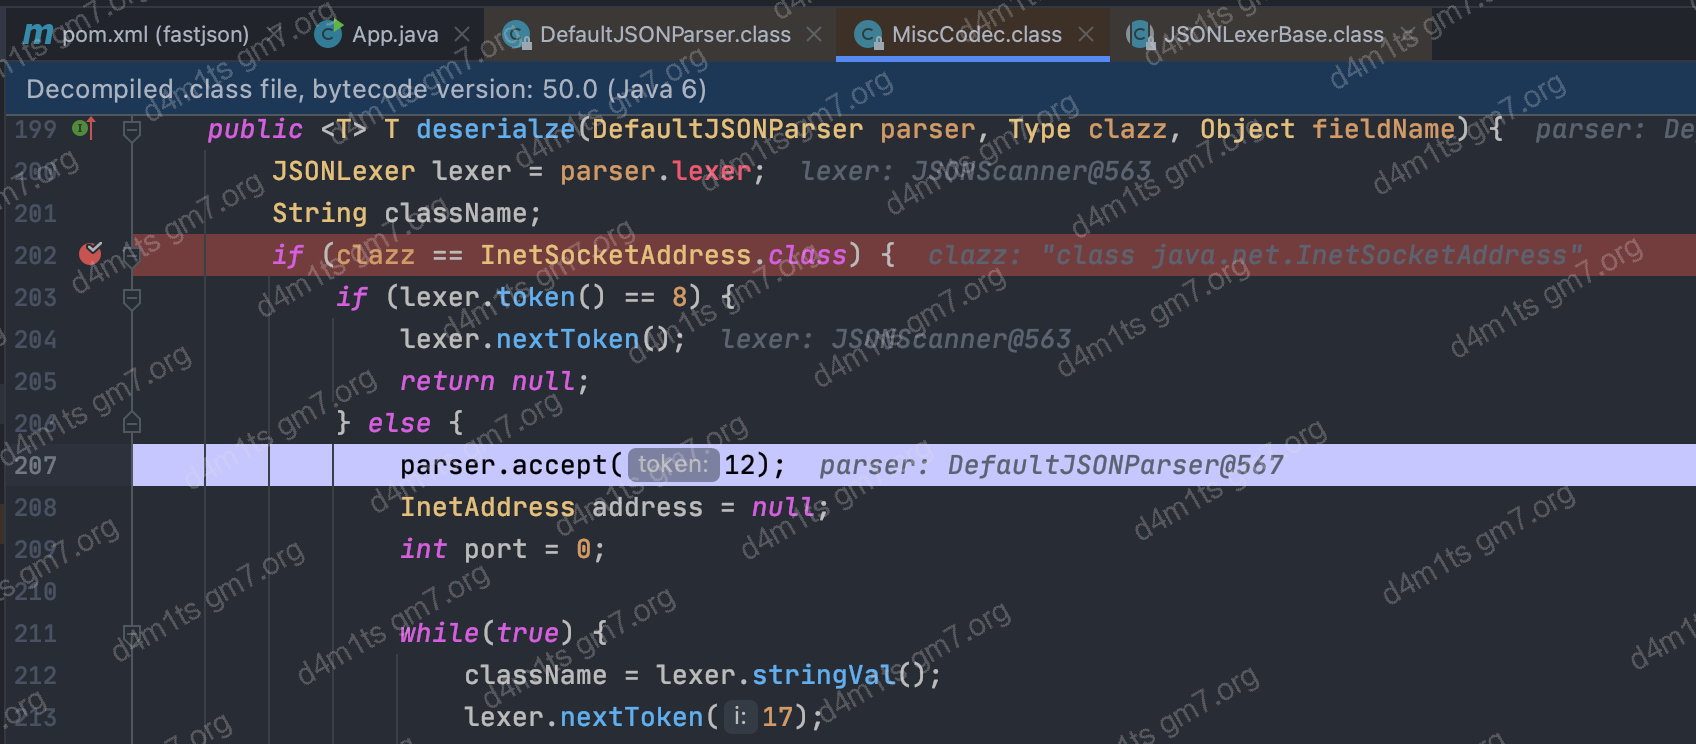 pom.xml (fastjson) App.java DefaultJSONParser.class MiscCodec.class JSONLexerBase.class
Decompiled .class file, bytecode version: 50.0 (Java 6)
199 public <T> T deserialze(DefaultJSONParser parser, Type clazz, Object fieldName) { parser: De
200 JSONLexer lexer = parser.lexer; lexer: JSONScanner@563
201 String className;
202 if (clazz == InetSocketAddress.class) { clazz: "class java.net.InetSocketAddress"
203 if (lexer.token() == 8) {
204 lexer.nextToken(); lexer: JSONScanner@563
205 return null;
206 } else {
207 parser.accept( token: 12); parser: DefaultJSONParser@567
208 InetAddress address = null;
209 int port = 0;
210
211 while(true) {
212 className = lexer.stringVal();
213 lexer.nextToken( i: 17);
d4m1ts gm7.org